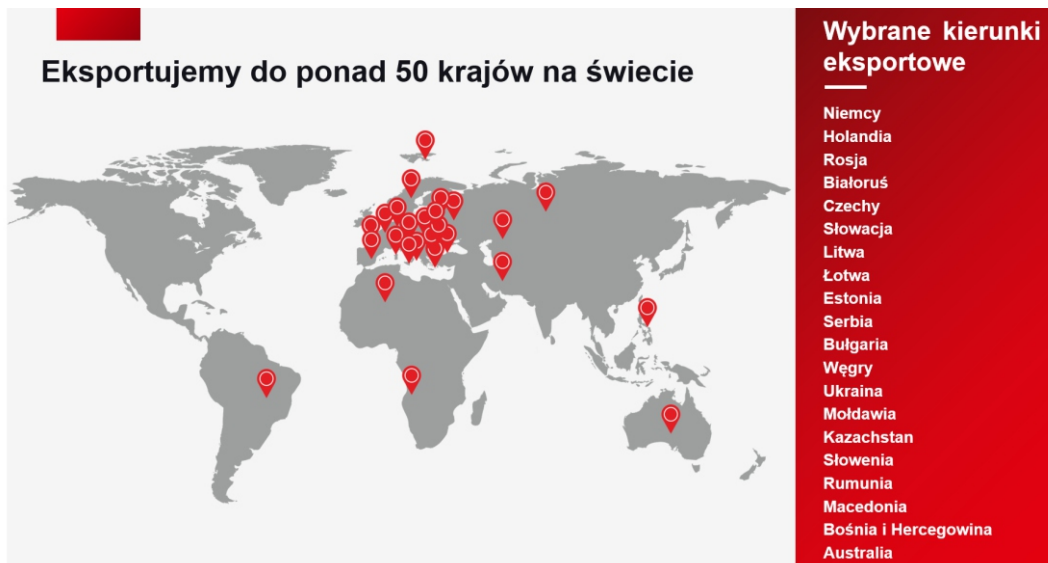 Eksportujemy do ponad 50 krajów na świecie
Wybrane kierunki
eksportowe
Niemcy
Holandia
Rosja
Białoruś
Czechy
Słowacja
Litwa
Łotwa
Estonia
Serbia
Bułgaria
Węgry
Ukraina
Mołdawia
Kazachstan
Słowenia
Rumunia
Macedonia
Bośnia i Hercegowina
Australia